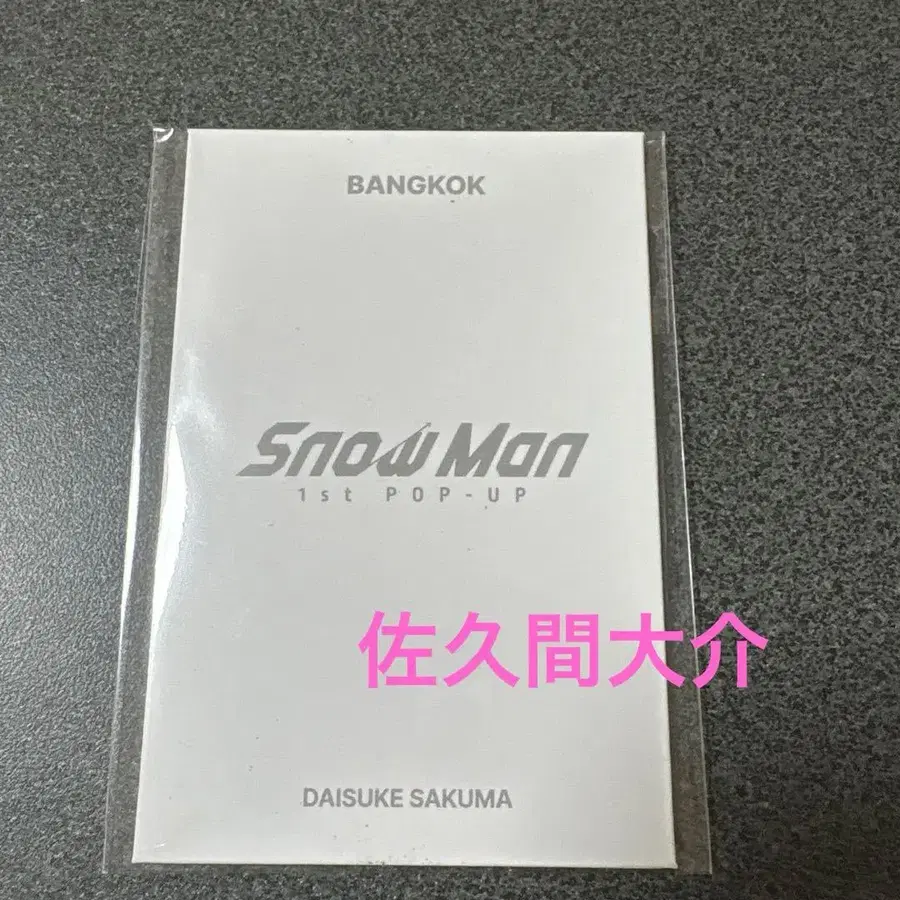 BANGKOK
Snow Man
1st POP-UP
佐久間大介
DAISUKE SAKUMA